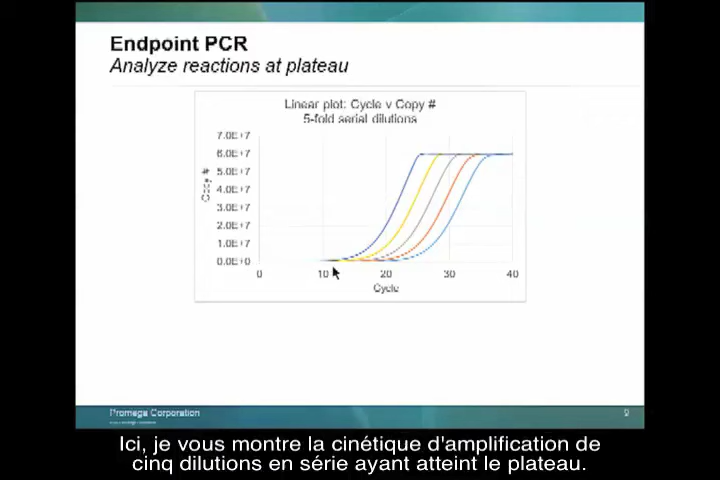 Endpoint PCR
Analyze reactions at plateau
Linear plot: Cycle v Copy #
5-fold serial dilutions
7.0E+7
6.0E+7
5.0E+7
4.0E+7
3.0E+7
2.0E+7
1.0E+7
0.0E+0
Copy #
0 10 20 30 40
Cycle
Promega Corporation
9
Ici, je vous montre la cinétique d'amplification de
cinq dilutions en série ayant atteint le plateau.